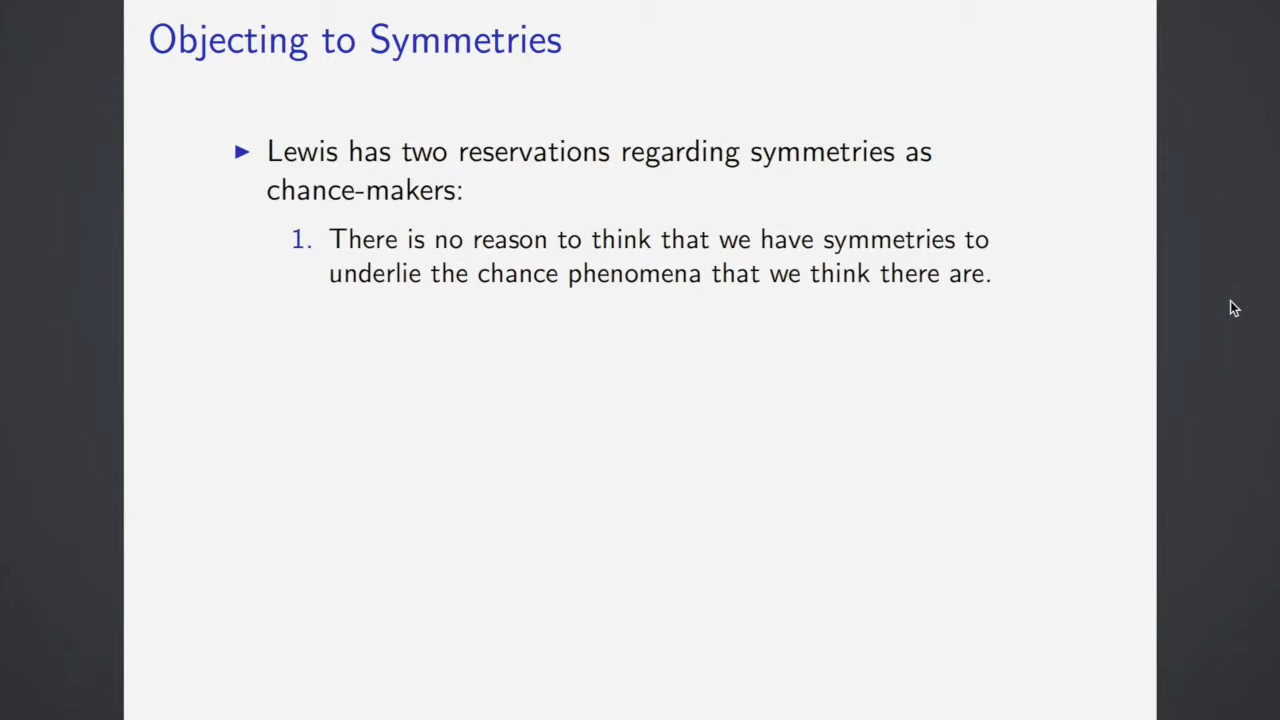 Objecting to Symmetries
▶ Lewis has two reservations regarding symmetries as
chance-makers:
1. There is no reason to think that we have symmetries to
underlie the chance phenomena that we think there are.